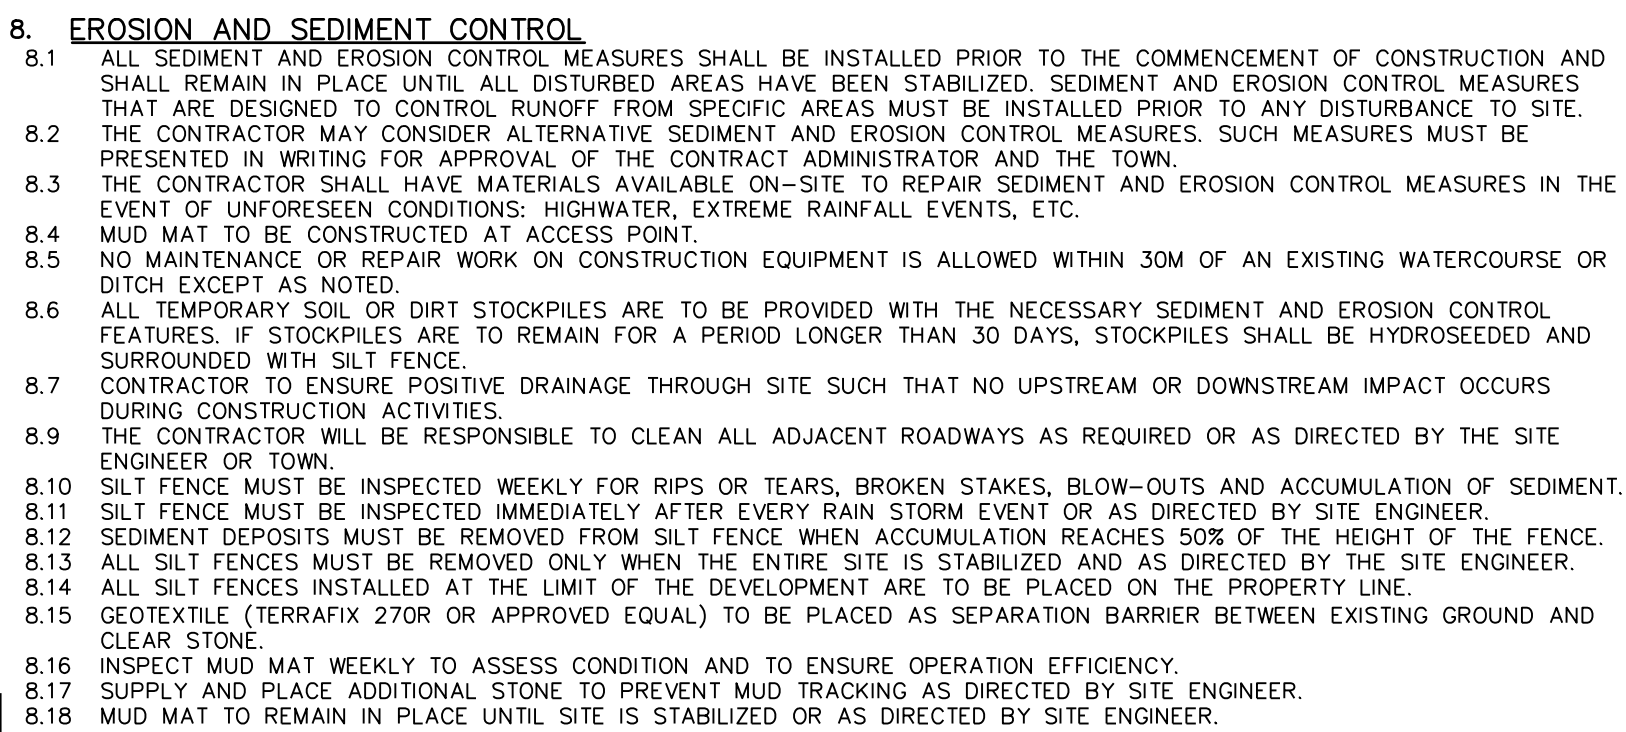 8. EROSION AND SEDIMENT CONTROL
8.1 ALL SEDIMENT AND EROSION CONTROL MEASURES SHALL BE INSTALLED PRIOR TO THE COMMENCEMENT OF CONSTRUCTION AND
SHALL REMAIN IN PLACE UNTIL ALL DISTURBED AREAS HAVE BEEN STABILIZED. SEDIMENT AND EROSION CONTROL MEASURES
THAT ARE DESIGNED TO CONTROL RUNOFF FROM SPECIFIC AREAS MUST BE INSTALLED PRIOR TO ANY DISTURBANCE TO SITE.
8.2 THE CONTRACTOR MAY CONSIDER ALTERNATIVE SEDIMENT AND EROSION CONTROL MEASURES. SUCH MEASURES MUST BE
PRESENTED IN WRITING FOR APPROVAL OF THE CONTRACT ADMINISTRATOR AND THE TOWN.
8.3 THE CONTRACTOR SHALL HAVE MATERIALS AVAILABLE ON-SITE TO REPAIR SEDIMENT AND EROSION CONTROL MEASURES IN THE
EVENT OF UNFORESEEN CONDITIONS: HIGHWATER, EXTREME RAINFALL EVENTS, ETC.
8.4 MUD MAT TO BE CONSTRUCTED AT ACCESS POINT.
8.5 NO MAINTENANCE OR REPAIR WORK ON CONSTRUCTION EQUIPMENT IS ALLOWED WITHIN 30M OF AN EXISTING WATERCOURSE OR
DITCH EXCEPT AS NOTED.
8.6 ALL TEMPORARY SOIL OR DIRT STOCKPILES ARE TO BE PROVIDED WITH THE NECESSARY SEDIMENT AND EROSION CONTROL
FEATURES. IF STOCKPILES ARE TO REMAIN FOR A PERIOD LONGER THAN 30 DAYS, STOCKPILES SHALL BE HYDROSEEDED AND
SURROUNDED WITH SILT FENCE.
8.7 CONTRACTOR TO ENSURE POSITIVE DRAINAGE THROUGH SITE SUCH THAT NO UPSTREAM OR DOWNSTREAM IMPACT OCCURS
DURING CONSTRUCTION ACTIVITIES.
8.9 THE CONTRACTOR WILL BE RESPONSIBLE TO CLEAN ALL ADJACENT ROADWAYS AS REQUIRED OR AS DIRECTED BY THE SITE
ENGINEER OR TOWN.
8.10 SILT FENCE MUST BE INSPECTED WEEKLY FOR RIPS OR TEARS, BROKEN STAKES, BLOW-OUTS AND ACCUMULATION OF SEDIMENT.
8.11 SILT FENCE MUST BE INSPECTED IMMEDIATELY AFTER EVERY RAIN STORM EVENT OR AS DIRECTED BY SITE ENGINEER.
8.12 SEDIMENT DEPOSITS MUST BE REMOVED FROM SILT FENCE WHEN ACCUMULATION REACHES 50% OF THE HEIGHT OF THE FENCE.
8.13 ALL SILT FENCES MUST BE REMOVED ONLY WHEN THE ENTIRE SITE IS STABILIZED AND AS DIRECTED BY THE SITE ENGINEER.
8.14 ALL SILT FENCES INSTALLED AT THE LIMIT OF THE DEVELOPMENT ARE TO BE PLACED ON THE PROPERTY LINE.
8.15 GEOTEXTILE (TERRAFIX 270R OR APPROVED EQUAL) TO BE PLACED AS SEPARATION BARRIER BETWEEN EXISTING GROUND AND
CLEAR STONE.
8.16 INSPECT MUD MAT WEEKLY TO ASSESS CONDITION AND TO ENSURE OPERATION EFFICIENCY.
8.17 SUPPLY AND PLACE ADDITIONAL STONE TO PREVENT MUD TRACKING AS DIRECTED BY SITE ENGINEER.
8.18 MUD MAT TO REMAIN IN PLACE UNTIL SITE IS STABILIZED OR AS DIRECTED BY SITE ENGINEER.